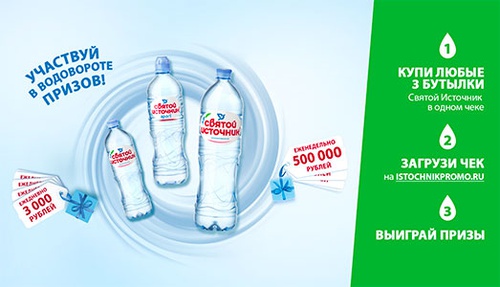 УЧАСТВУЙ
В ВОДОВОРОТЕ
ПРИЗОВ!
СВЯТОЙ
ИСТОЧНИК
СВЯТОЙ
ИСТОЧНИК
СВЯТОЙ
ИСТОЧНИК
ЕЖЕДНЕВНО
3 000
РУБЛЕЙ
ЕЖЕНЕДЕЛЬНО
500 000
РУБЛЕЙ
1
КУПИ ЛЮБЫЕ
3 БУТЫЛКИ
Святой Источник
в одном чеке
2
ЗАГРУЗИ ЧЕК
на ISTOCHNIKPROMO.RU
3
ВЫИГРАЙ ПРИЗЫ